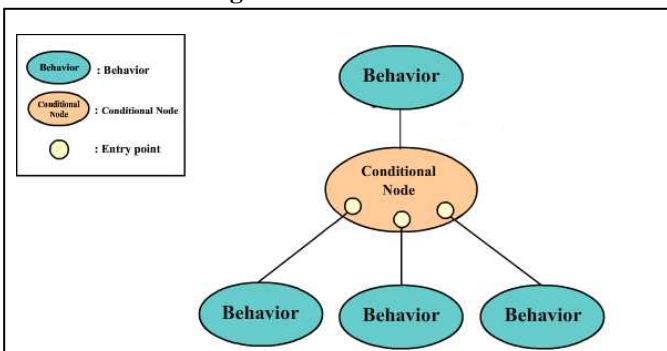 Behavior : Behavior
Conditional
Node : Conditional Node
: Entry point
Behavior
Conditional
Node
Behavior Behavior Behavior